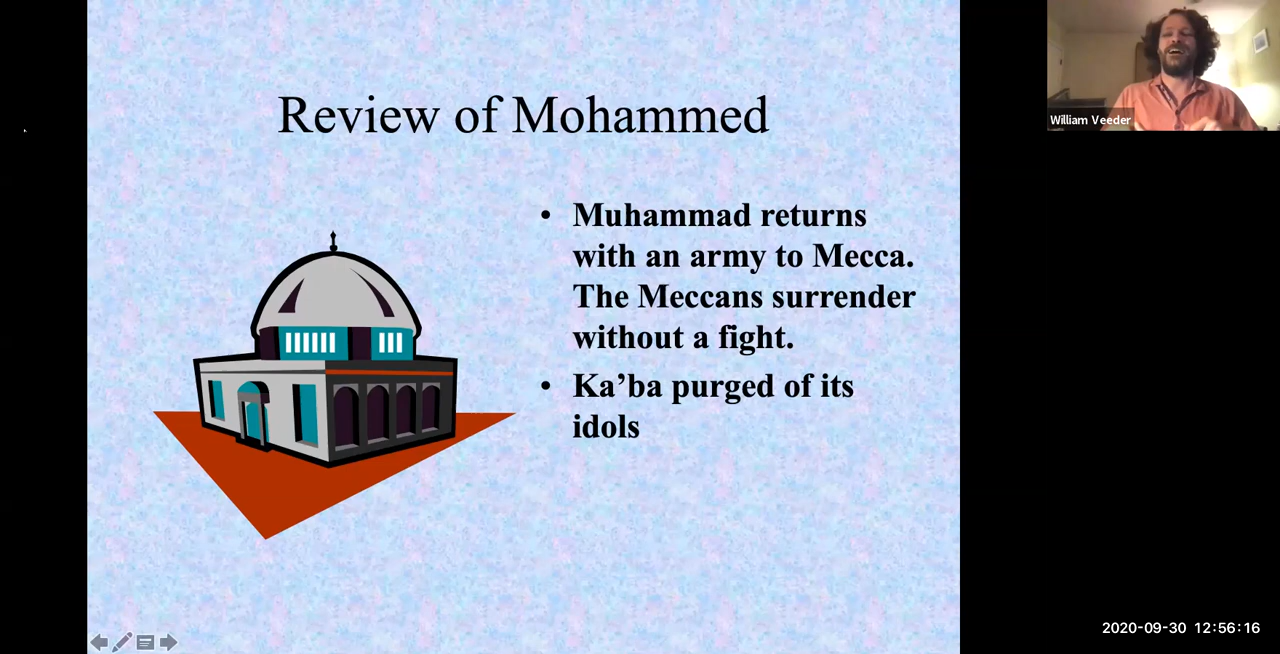 Review of Mohammed
• Muhammad returns
with an army to Mecca.
The Meccans surrender
without a fight.
• Ka’ba purged of its
idols
William Veeder
2020-09-30 12:56:16